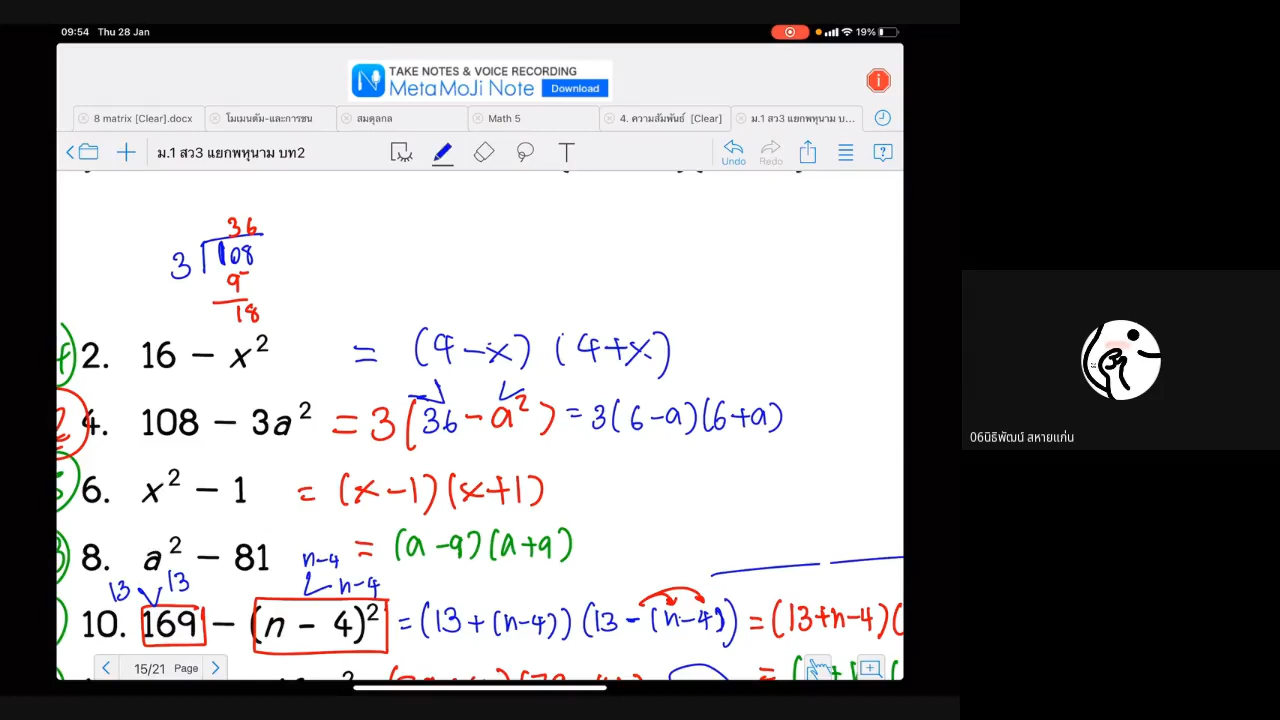 09:54 Thu 28 Jan
19%
TAKE NOTES & VOICE RECORDING
MetaMoJi Note Download
8 matrix [Clear].docx
โมเมนตัม-และการชน
สมดุลกล
Math 5
4. ความสัมพันธ์ [Clear]
ม.1 สว3 แยกพหุนาม บ...
ม.1 สว3 แยกพหุนาม บท2
Undo
Redo
36
3 108
9
18
2. 16 − x² = (4 − x) (4 + x)
4. 108 − 3a² = 3(36 − a²) = 3(6 − a)(6 + a)
6. x² − 1 = (x − 1)(x + 1)
8. a² − 81 = (a − 9)(a + 9)
n−4
n−4
13 13
10. 169 − (n − 4)² = (13 + (n−4)) (13 − (n−4)) = (13 + n − 4)(
15/21 Page
06นิธิพัฒน์ สหายแก่น